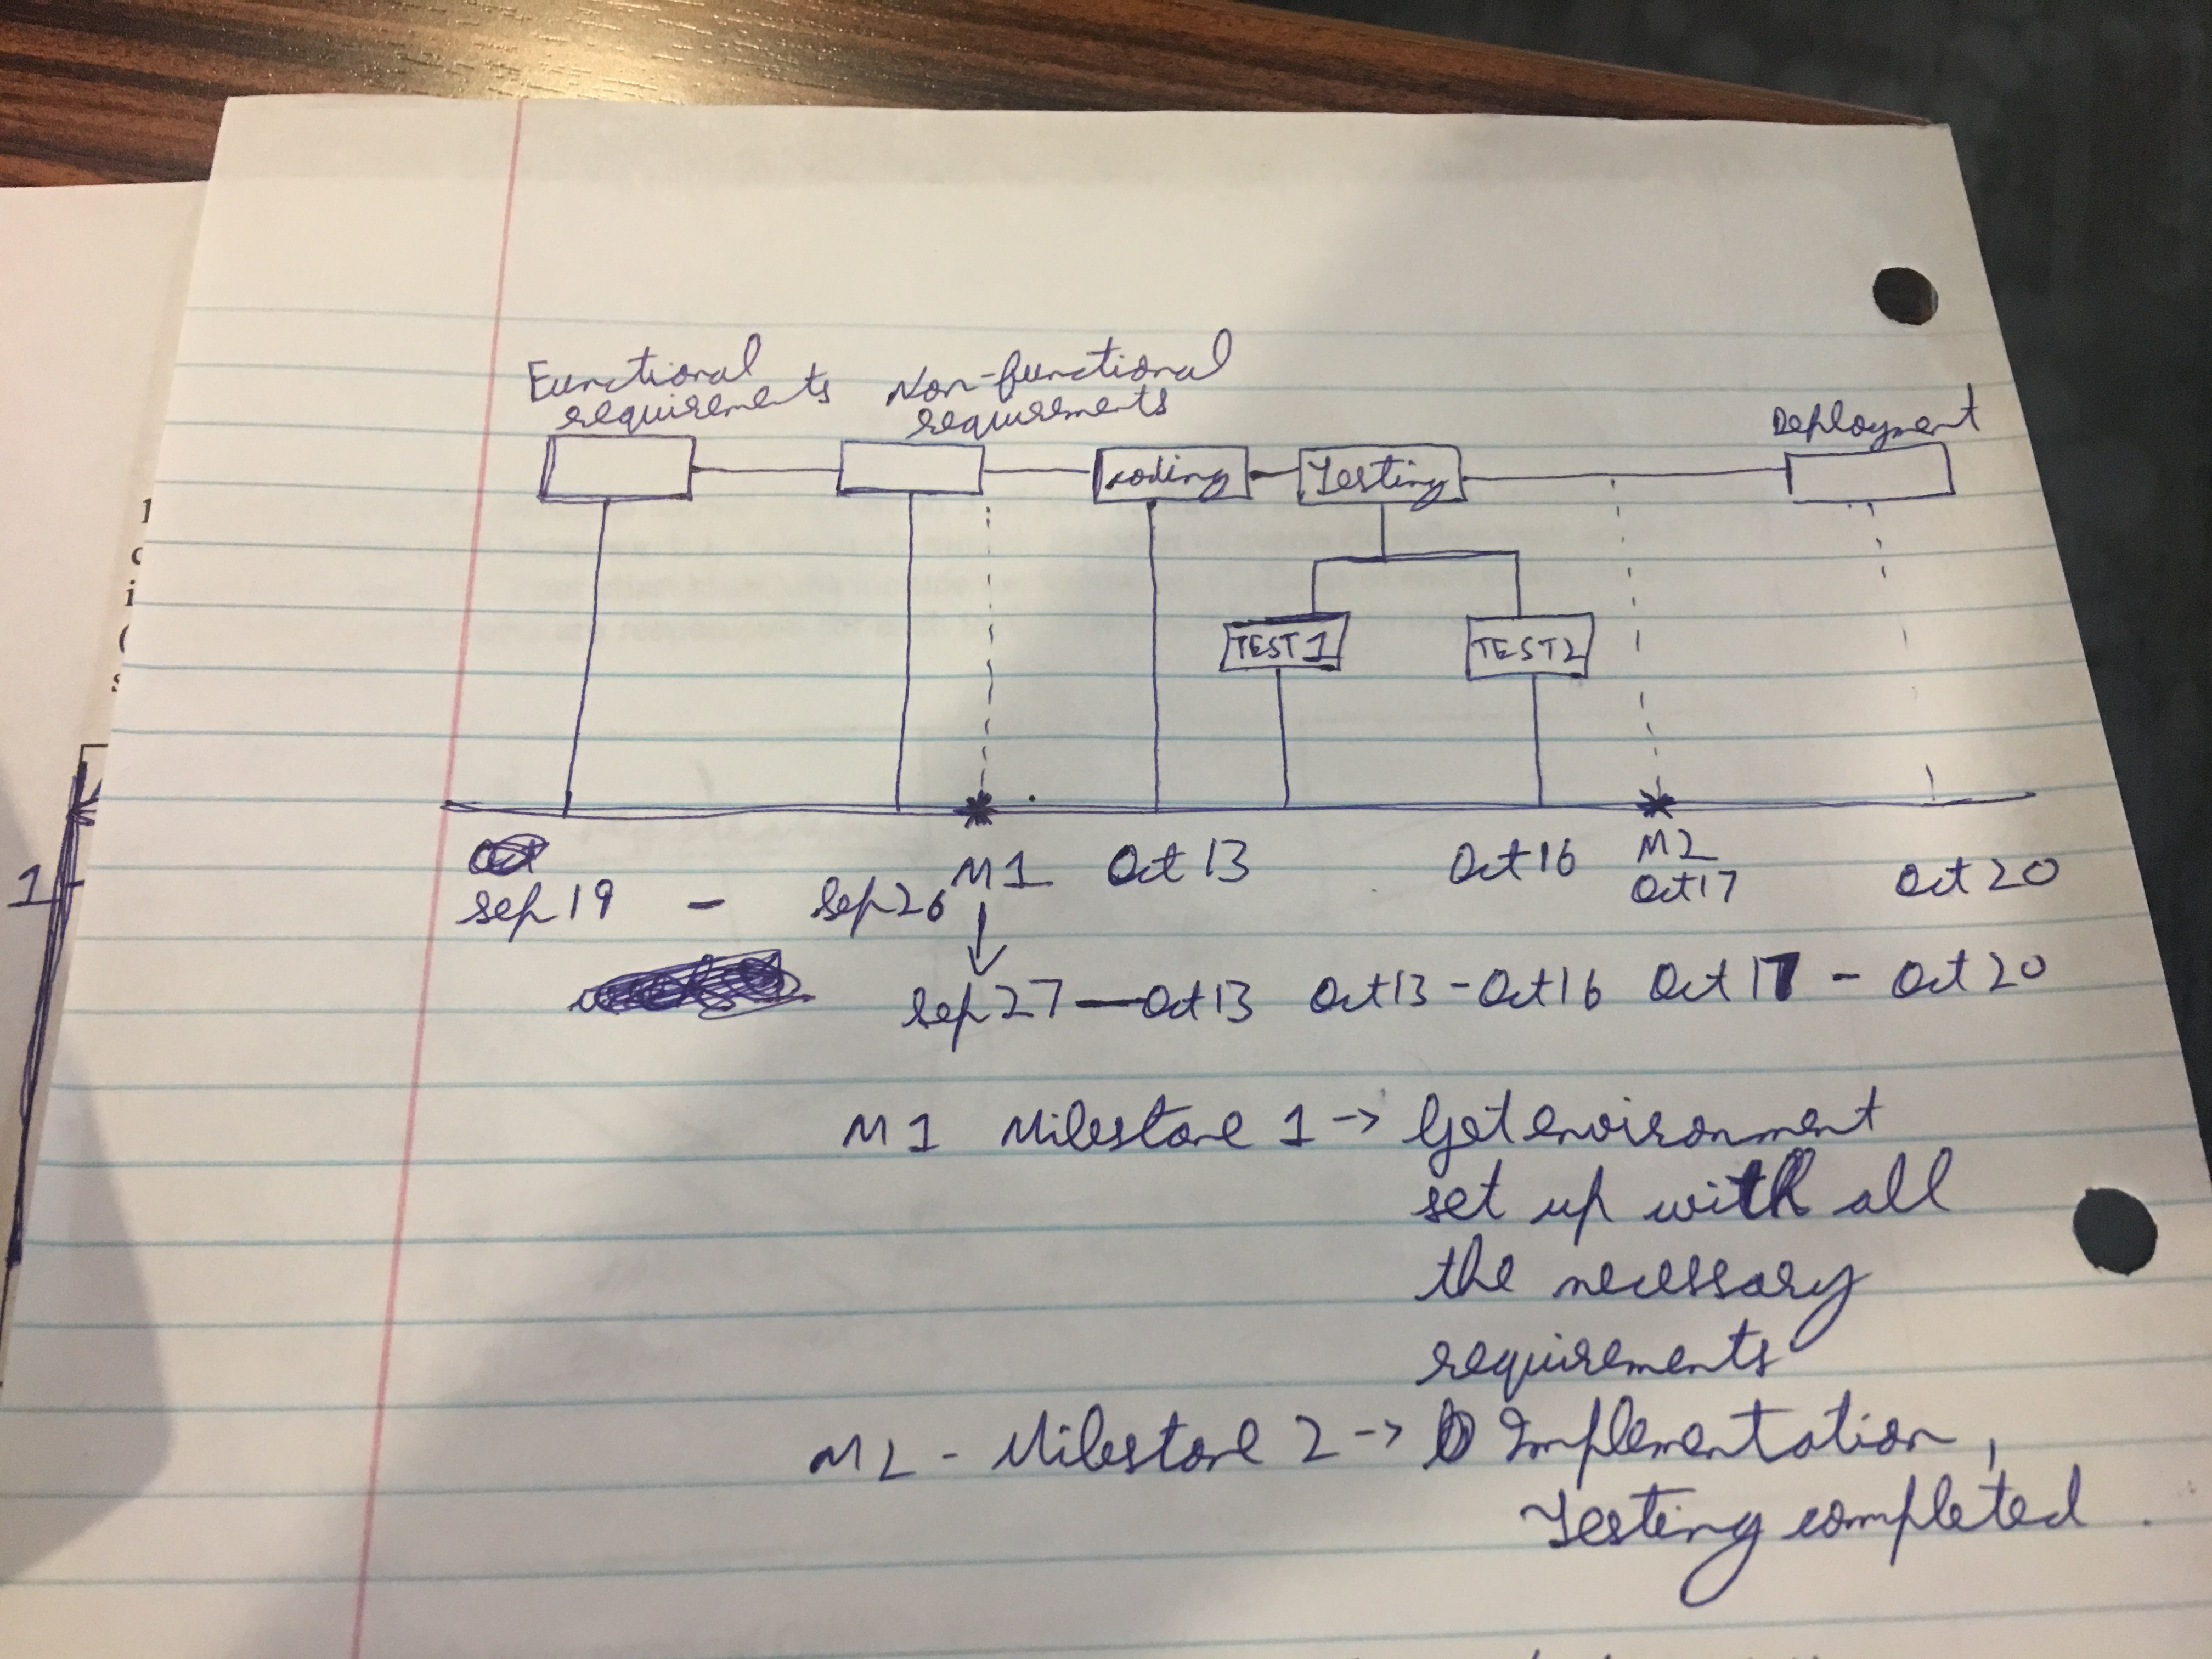 Functional Non-functional Deployment
requirements requirements
coding Testing
TEST 1 TEST 2
M1 Oct 13 Oct 16 M2 Oct 20
sep 19 - sep 26 Oct 17
sep 27 — Oct 13 Oct 13 - Oct 16 Oct 17 - Oct 20
M1 Milestone 1 -> Get environment
set up with all
the necessary
requirements
M2 - Milestone 2 -> Implementation,
Testing completed.